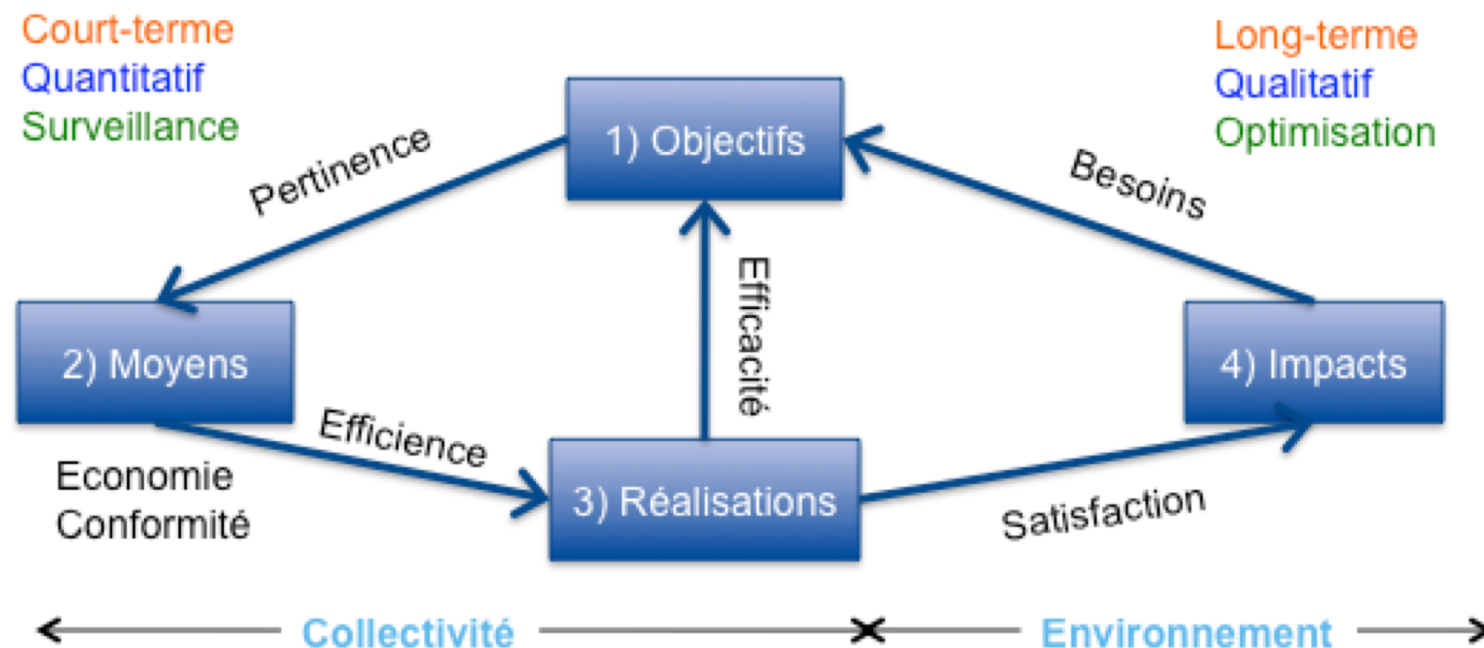 Court-terme
Quantitatif
Surveillance
Long-terme
Qualitatif
Optimisation
1) Objectifs
Pertinence
Besoins
Efficacité
2) Moyens
4) Impacts
Efficience
Economie
Conformité
3) Réalisations
Satisfaction
Collectivité
Environnement